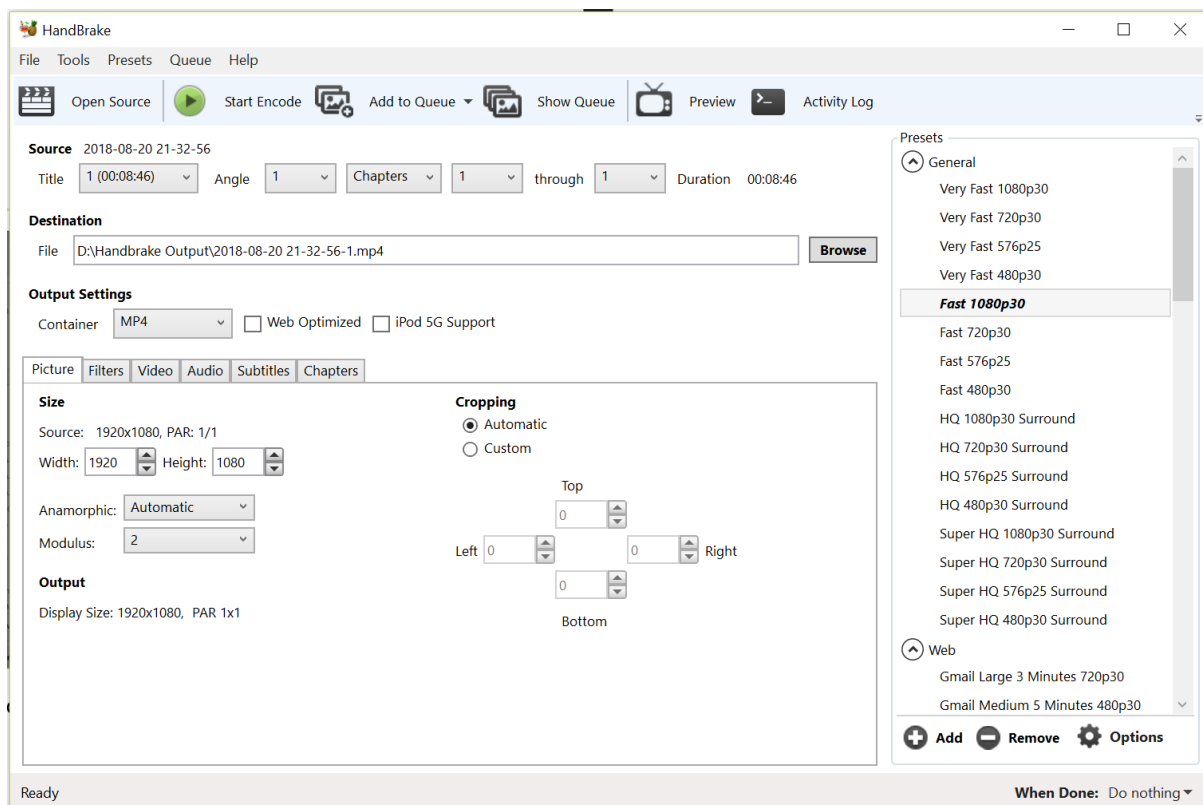 HandBrake
File Tools Presets Queue Help
Open Source Start Encode Add to Queue Show Queue Preview Activity Log
Source 2018-08-20 21-32-56
Title 1 (00:08:46) Angle 1 Chapters 1 through 1 Duration 00:08:46
Destination
File D:\Handbrake Output\2018-08-20 21-32-56-1.mp4 Browse
Output Settings
Container MP4 Web Optimized iPod 5G Support
Picture Filters Video Audio Subtitles Chapters
Size
Source: 1920x1080, PAR: 1/1
Width: 1920 Height: 1080
Anamorphic: Automatic
Modulus: 2
Output
Display Size: 1920x1080, PAR 1x1
Cropping
Automatic
Custom
Top
0
Left 0 0 Right
0
Bottom
Presets
General
Very Fast 1080p30
Very Fast 720p30
Very Fast 576p25
Very Fast 480p30
Fast 1080p30
Fast 720p30
Fast 576p25
Fast 480p30
HQ 1080p30 Surround
HQ 720p30 Surround
HQ 576p25 Surround
HQ 480p30 Surround
Super HQ 1080p30 Surround
Super HQ 720p30 Surround
Super HQ 576p25 Surround
Super HQ 480p30 Surround
Web
Gmail Large 3 Minutes 720p30
Gmail Medium 5 Minutes 480p30
Add Remove Options
Ready When Done: Do nothing